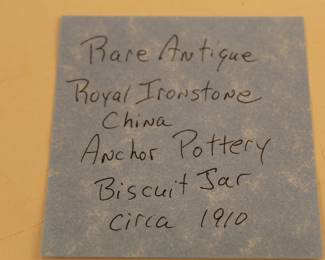 Rare Antique
Royal Ironstone
China
Anchor Pottery
Biscuit Jar
circa 1910